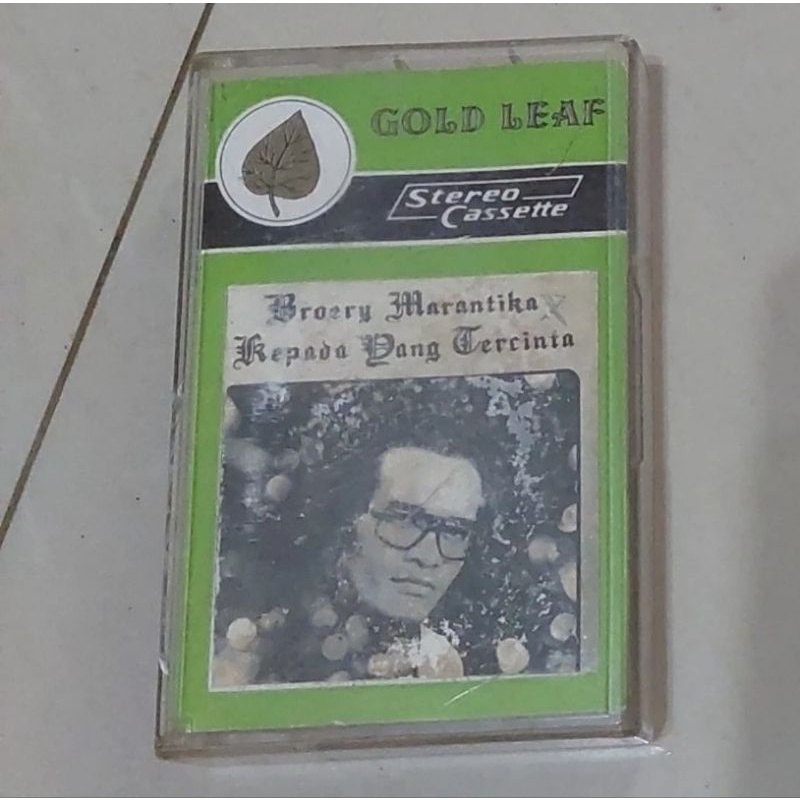 GOLD LEAF
Stereo
Cassette
Broery Marantika
Kepada Yang Tercinta